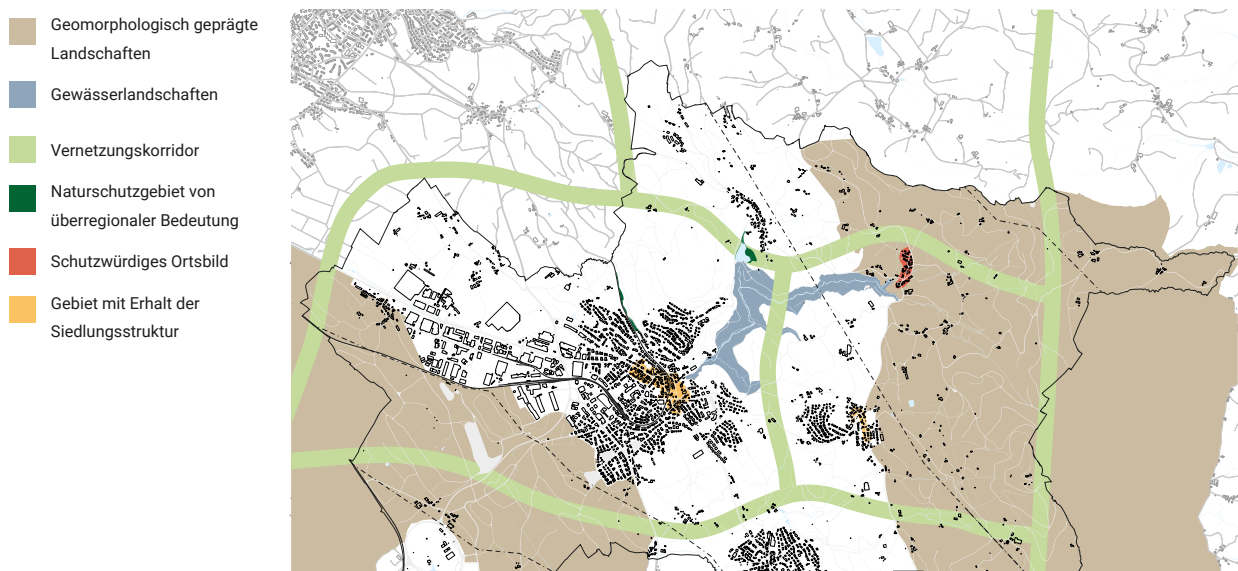 Geomorphologisch geprägte
Landschaften
Gewässerlandschaften
Vernetzungskorridor
Naturschutzgebiet von
überregionaler Bedeutung
Schutzwürdiges Ortsbild
Gebiet mit Erhalt der
Siedlungsstruktur